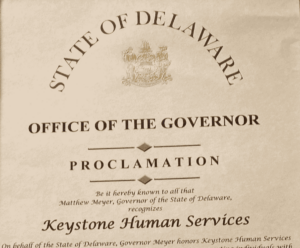 STATE OF DELAWARE
OFFICE OF THE GOVERNOR
PROCLAMATION
Be it hereby known to all that
Matthew Meyer, Governor of the State of Delaware,
recognizes
Keystone Human Services
On behalf of the State of Delaware, Governor Meyer honors Keystone Human Services
individuals with